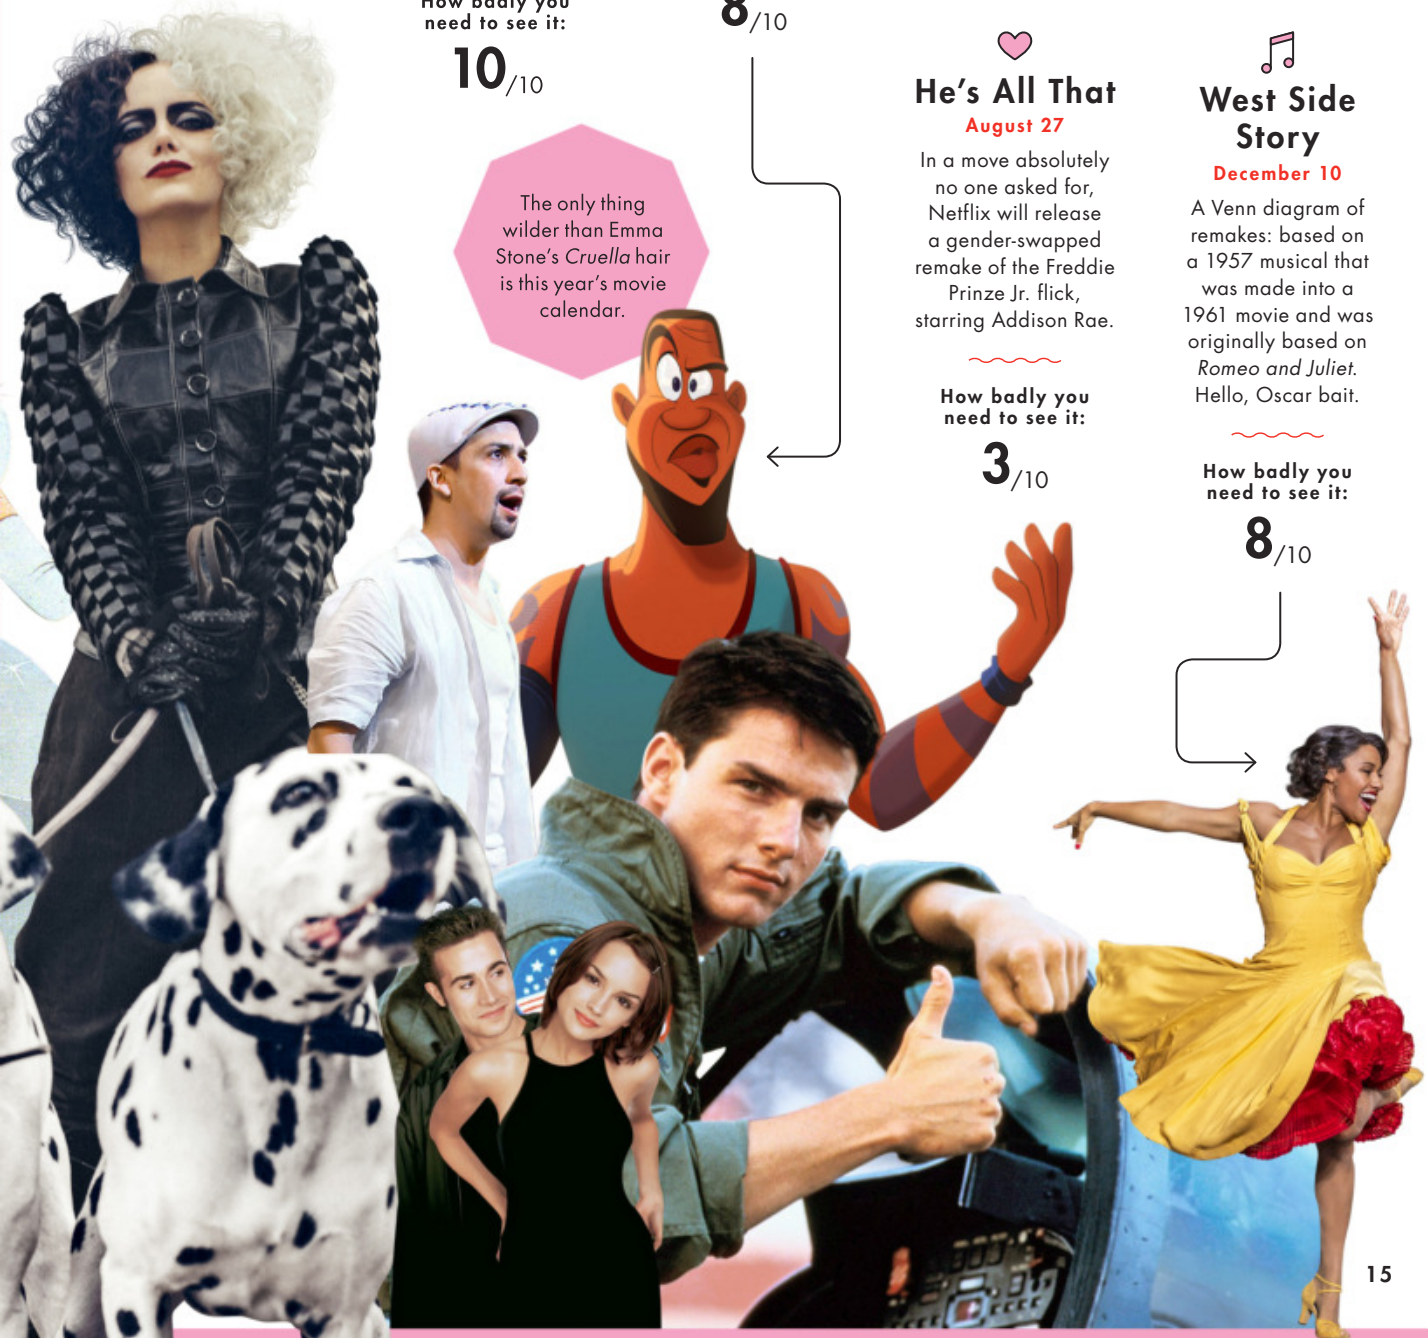 How badly you
need to see it:
10/10
8/10
The only thing
wilder than Emma
Stone's Cruella hair
is this year's movie
calendar.
He's All That
August 27
In a move absolutely
no one asked for,
Netflix will release
a gender-swapped
remake of the Freddie
Prinze Jr. flick,
starring Addison Rae.
How badly you
need to see it:
3/10
West Side
Story
December 10
A Venn diagram of
remakes: based on
a 1957 musical that
was made into a
1961 movie and was
originally based on
Romeo and Juliet.
Hello, Oscar bait.
How badly you
need to see it:
8/10
15